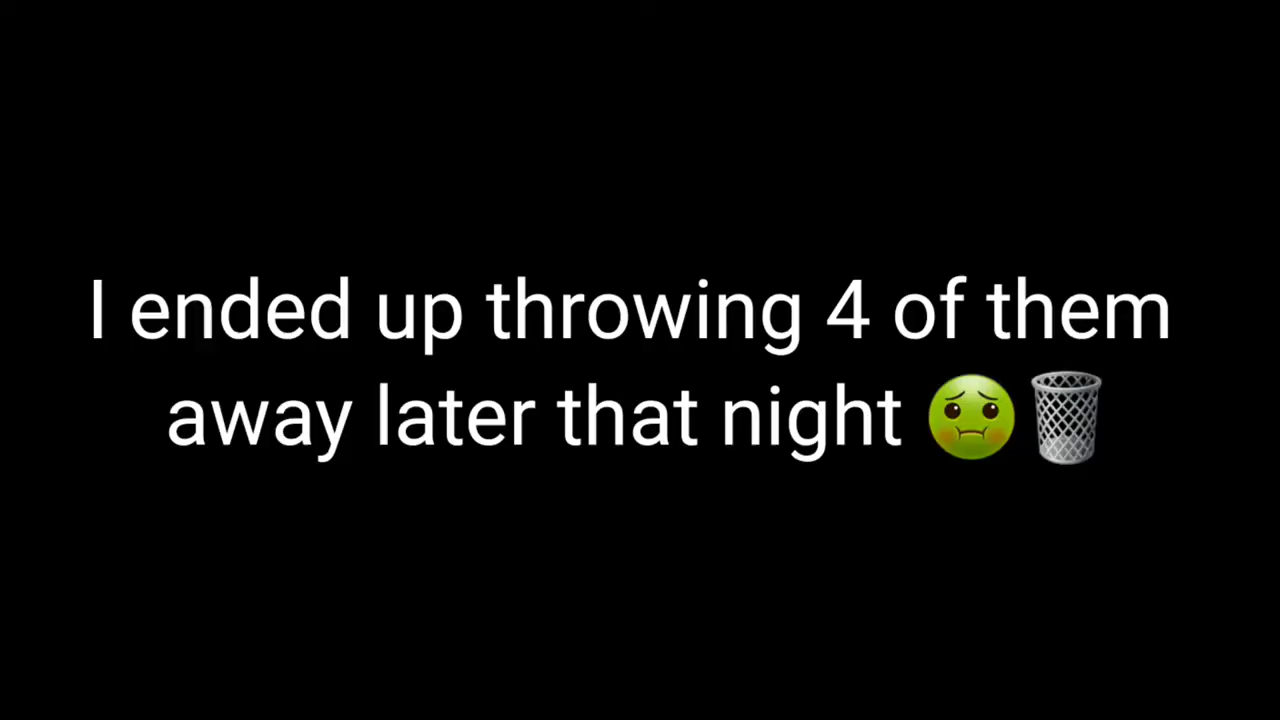 I ended up throwing 4 of them
away later that night 🤢🗑️